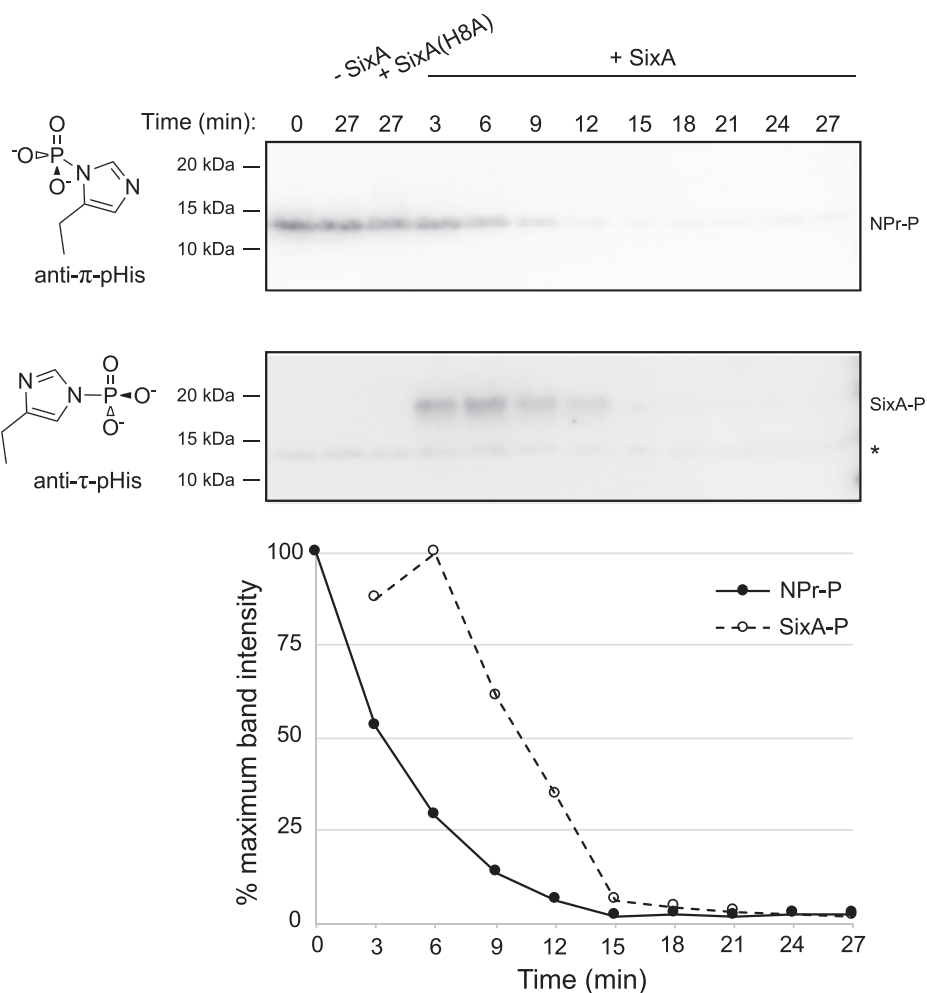 - SixA
+ SixA(H8A)
+ SixA
Time (min): 0 27 27 3 6 9 12 15 18 21 24 27
O
-O P N N
O-
anti-π-pHis
20 kDa
15 kDa
10 kDa
NPr-P
O
N N P O-
O-
anti-τ-pHis
20 kDa
15 kDa
10 kDa
SixA-P
*
% maximum band intensity
100
75
50
25
0
NPr-P
SixA-P
0 3 6 9 12 15 18 21 24 27
Time (min)